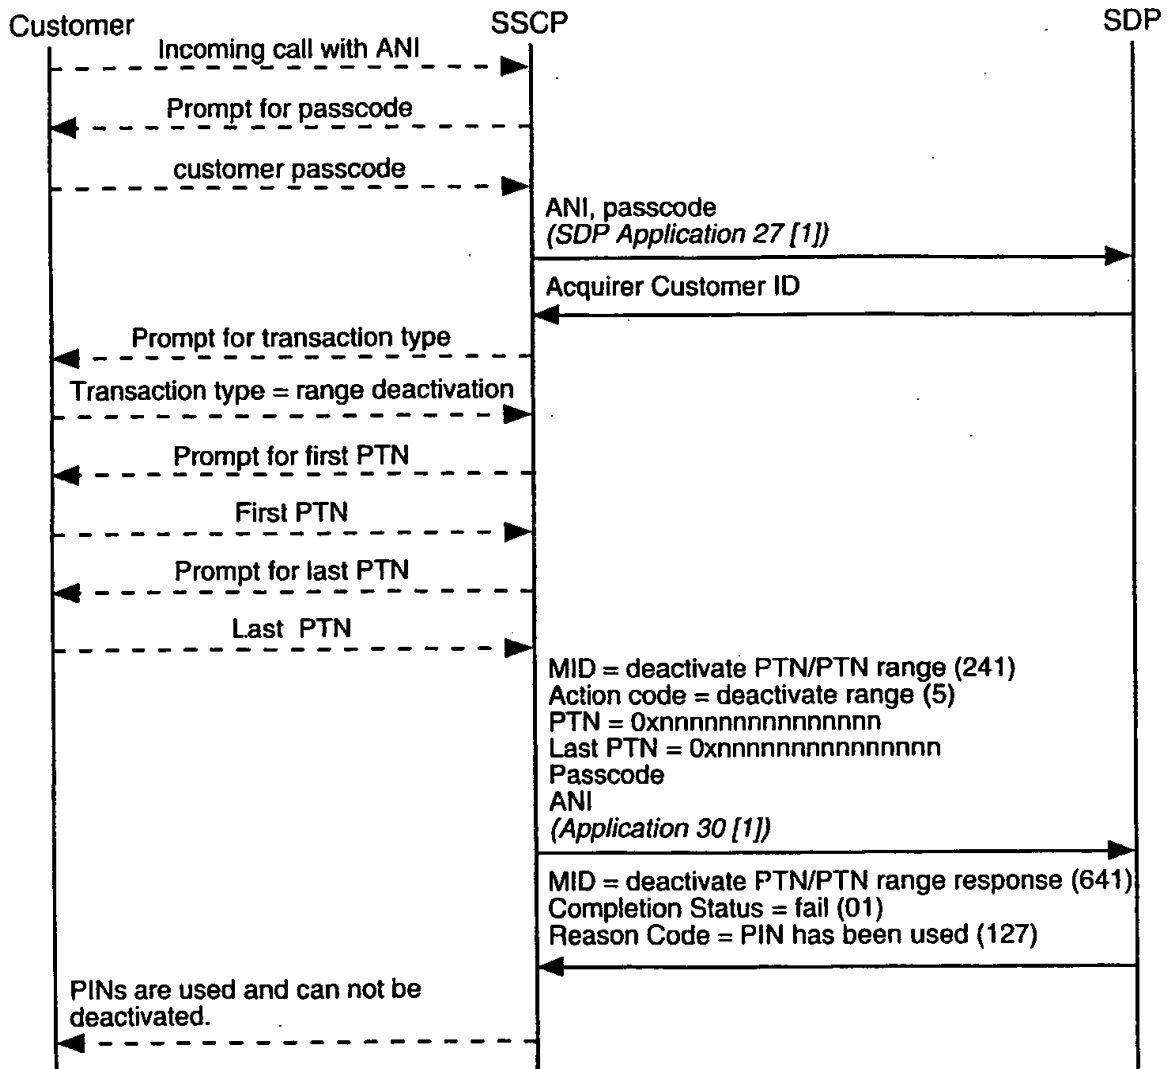 Customer
SSCP
SDP
Incoming call with ANI
Prompt for passcode
customer passcode
ANI, passcode
(SDP Application 27 [1])
Acquirer Customer ID
Prompt for transaction type
Transaction type = range deactivation
Prompt for first PTN
First PTN
Prompt for last PTN
Last PTN
MID = deactivate PTN/PTN range (241)
Action code = deactivate range (5)
PTN = 0xnnnnnnnnnnnnnnnn
Last PTN = 0xnnnnnnnnnnnnnnnn
Passcode
ANI
(Application 30 [1])
MID = deactivate PTN/PTN range response (641)
Completion Status = fail (01)
Reason Code = PIN has been used (127)
PINs are used and can not be
deactivated.